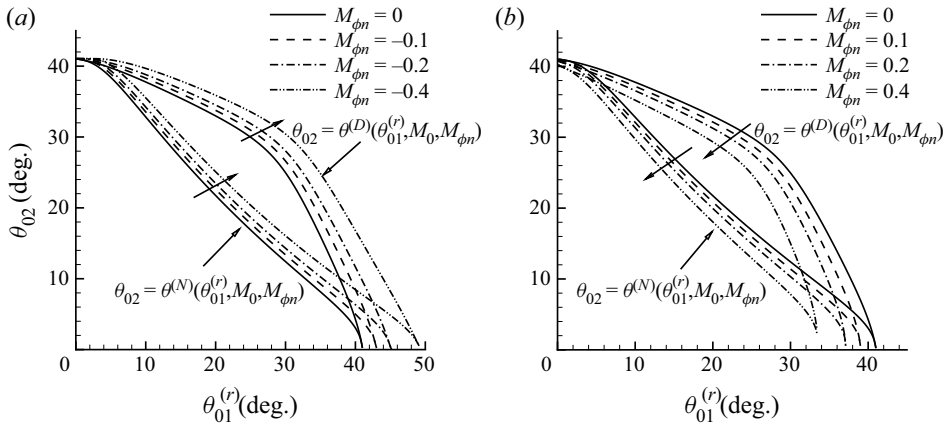 (a)
M_ϕn = 0
M_ϕn = –0.1
M_ϕn = –0.2
M_ϕn = –0.4
40
30
20
10
0
θ_02 (deg.)
θ_02 = θ^(D)(θ_01^(r), M_0, M_ϕn)
θ_02 = θ^(N)(θ_01^(r), M_0, M_ϕn)
0 10 20 30 40 50
θ_01^(r) (deg.)
(b)
M_ϕn = 0
M_ϕn = 0.1
M_ϕn = 0.2
M_ϕn = 0.4
40
30
20
10
θ_02 = θ^(D)(θ_01^(r), M_0, M_ϕn)
θ_02 = θ^(N)(θ_01^(r), M_0, M_ϕn)
0 10 20 30 40
θ_01^(r) (deg.)